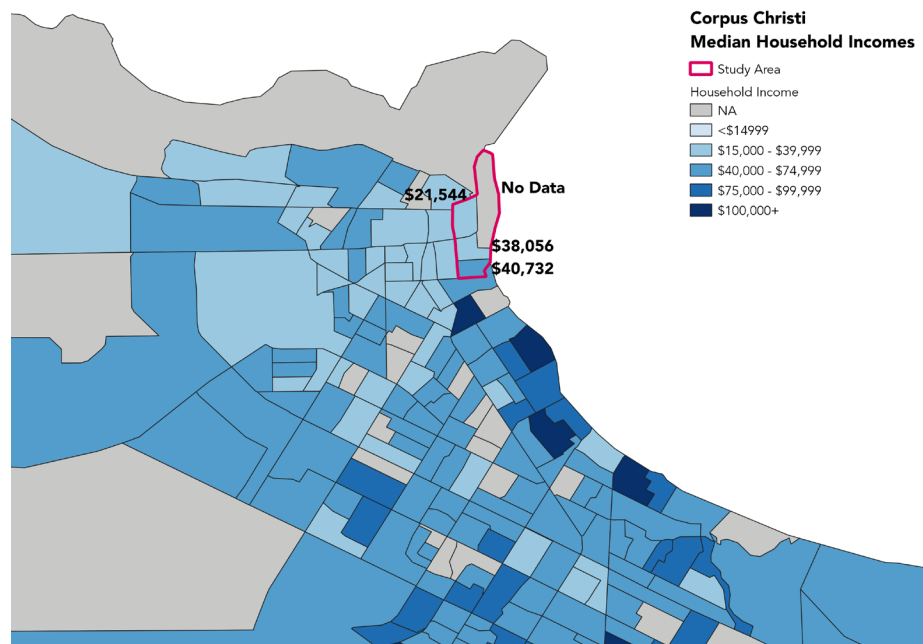 Corpus Christi
Median Household Incomes
Study Area
Household Income
NA
<$14999
$15,000 - $39,999
$40,000 - $74,999
$75,000 - $99,999
$100,000+
No Data
$21,544
$38,056
$40,732